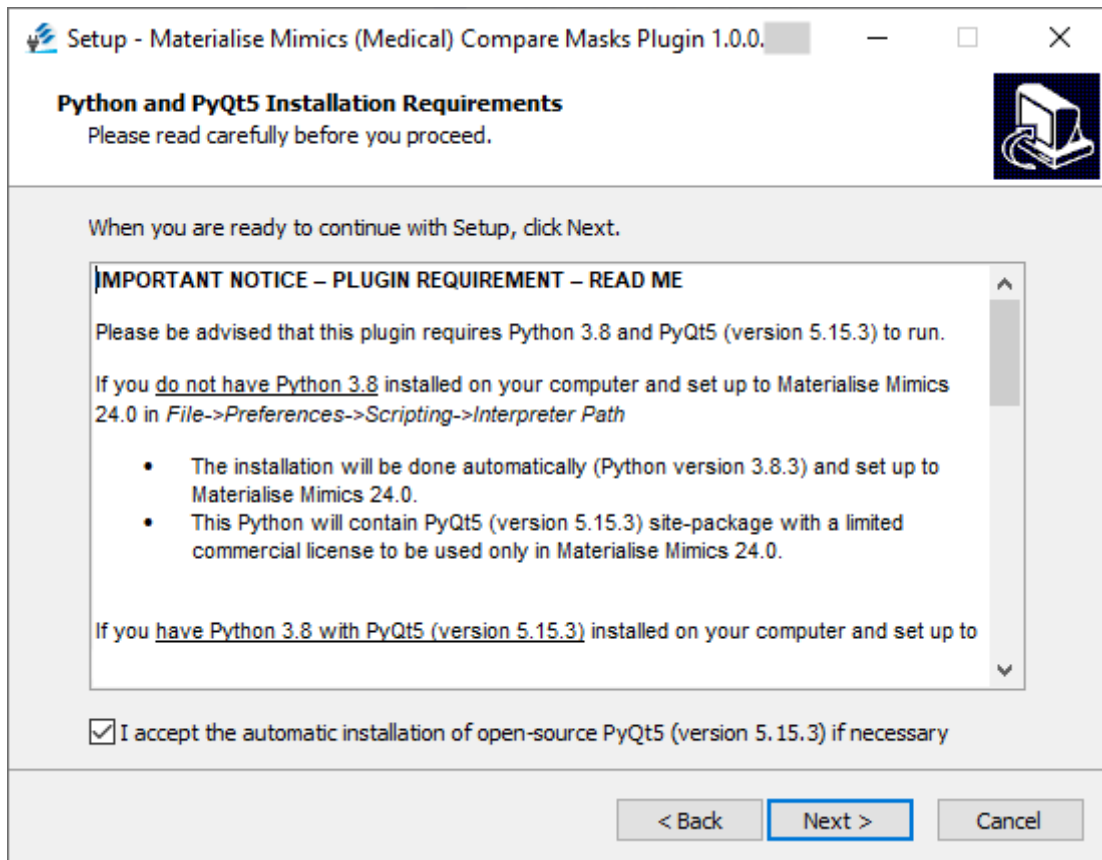 Setup - Materialise Mimics (Medical) Compare Masks Plugin 1.0.0.
Python and PyQt5 Installation Requirements
Please read carefully before you proceed.
When you are ready to continue with Setup, click Next.
IMPORTANT NOTICE – PLUGIN REQUIREMENT – READ ME
Please be advised that this plugin requires Python 3.8 and PyQt5 (version 5.15.3) to run.
If you do not have Python 3.8 installed on your computer and set up to Materialise Mimics
24.0 in File->Preferences->Scripting->Interpreter Path
• The installation will be done automatically (Python version 3.8.3) and set up to
Materialise Mimics 24.0.
• This Python will contain PyQt5 (version 5.15.3) site-package with a limited
commercial license to be used only in Materialise Mimics 24.0.
If you have Python 3.8 with PyQt5 (version 5.15.3) installed on your computer and set up to
I accept the automatic installation of open-source PyQt5 (version 5.15.3) if necessary
< Back
Next >
Cancel